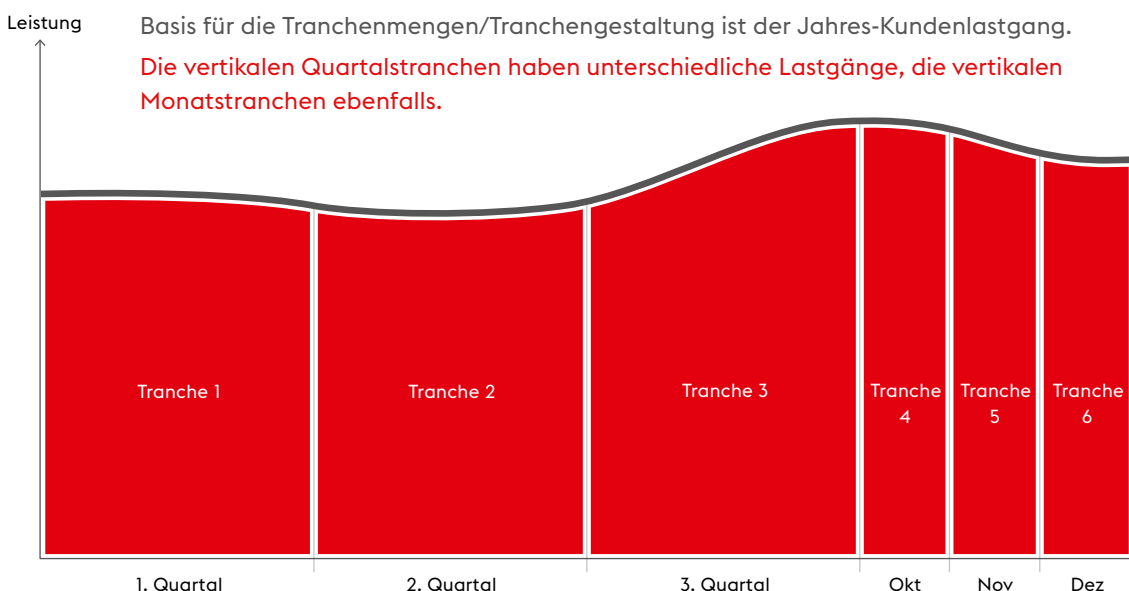 Leistung
Basis für die Tranchenmengen/Tranchengestaltung ist der Jahres-Kundenlastgang.
Die vertikalen Quartalstranchen haben unterschiedliche Lastgänge, die vertikalen
Monatstranchen ebenfalls.
Tranche 1
Tranche 2
Tranche 3
Tranche
4
Tranche
5
Tranche
6
1. Quartal
2. Quartal
3. Quartal
Okt
Nov
Dez